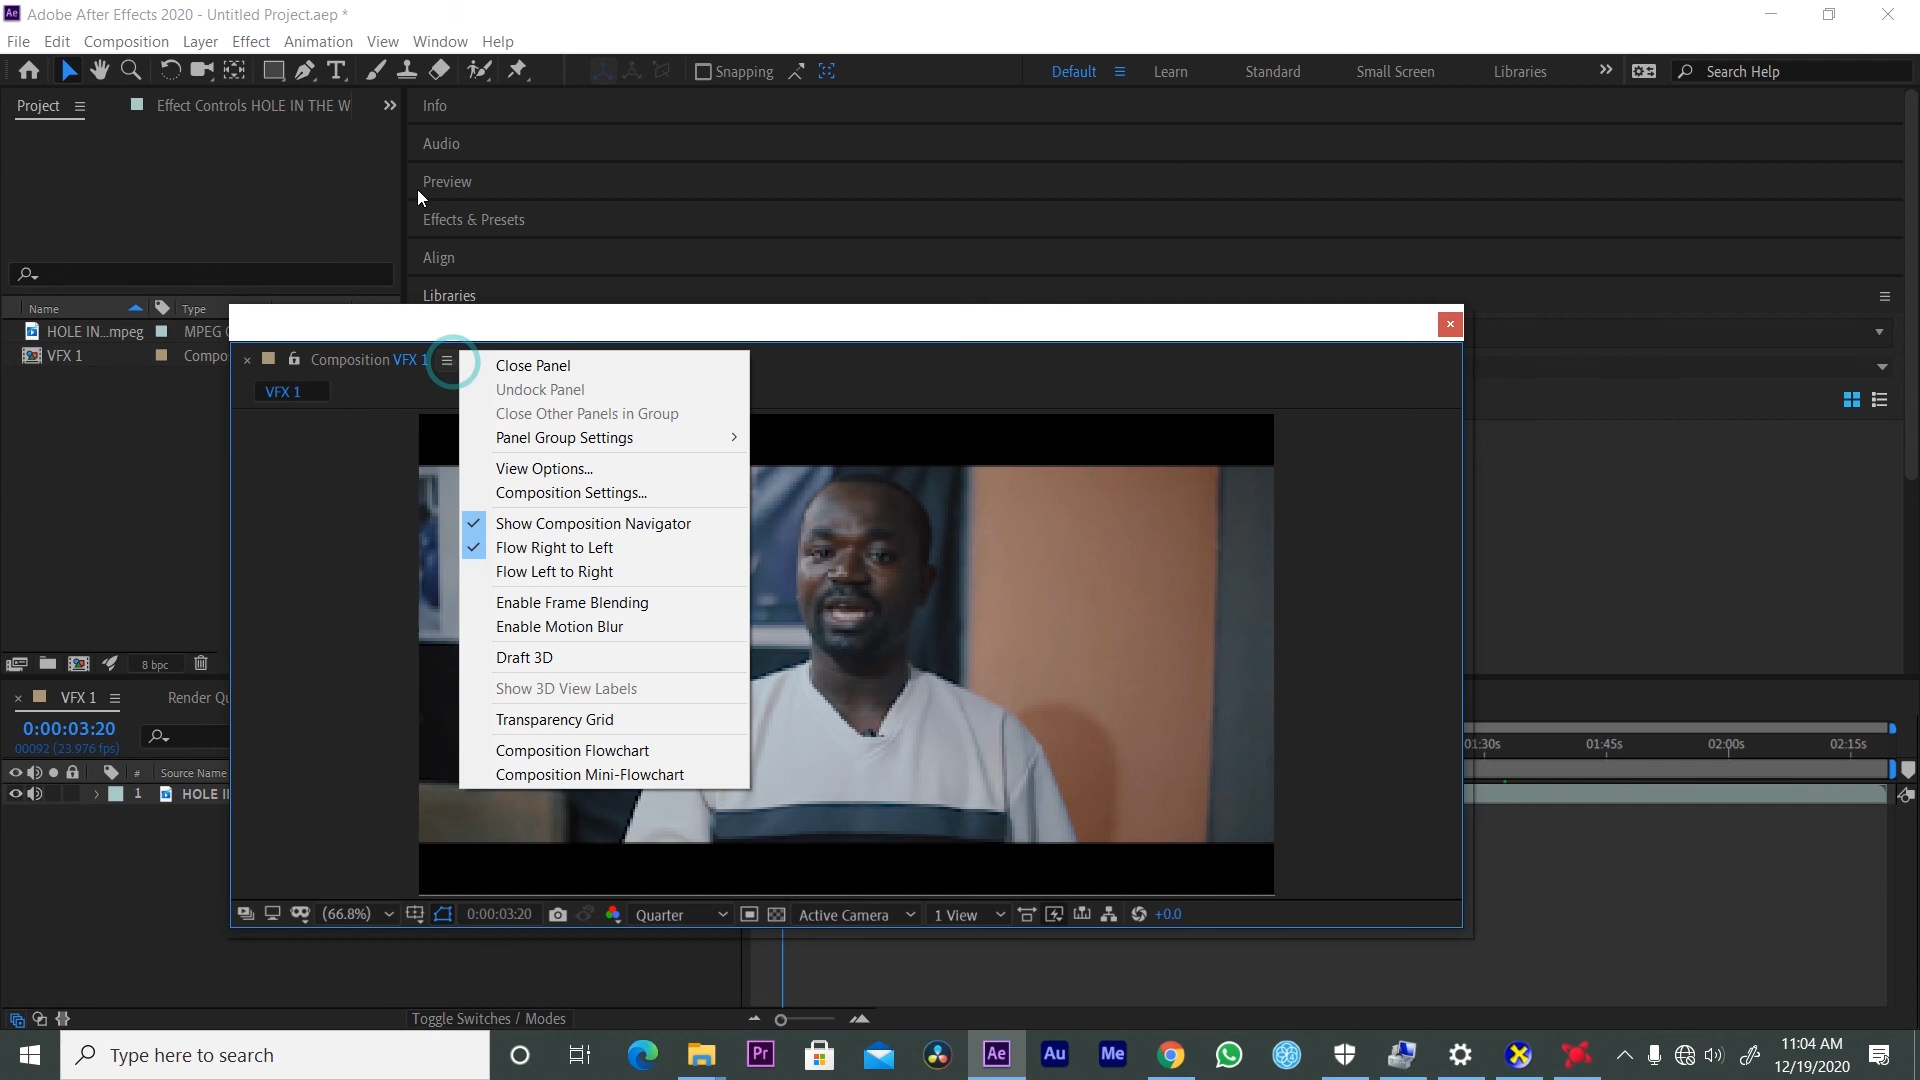 Ae Adobe After Effects 2020 - Untitled Project.aep *
File Edit Composition Layer Effect Animation View Window Help
Snapping
Default Learn Standard Small Screen Libraries Search Help
Project Effect Controls HOLE IN THE W
Info
Audio
Preview
Effects & Presets
Align
Libraries
Name Type
HOLE IN...mpeg MPEG
VFX 1 Compo
Composition VFX 1
VFX 1
Close Panel
Undock Panel
Close Other Panels in Group
Panel Group Settings
View Options...
Composition Settings...
Show Composition Navigator
Flow Right to Left
Flow Left to Right
Enable Frame Blending
Enable Motion Blur
Draft 3D
Show 3D View Labels
Transparency Grid
Composition Flowchart
Composition Mini-Flowchart
8 bpc
VFX 1 Render Qu
0:00:03:20
00092 (23.976 fps)
# Source Name
1 HOLE I
01:30s 01:45s 02:00s 02:15s
(66.8%) 0:00:03:20 Quarter Active Camera 1 View +0.0
Toggle Switches / Modes
Type here to search
Pr Ae Au Me
11:04 AM
12/19/2020